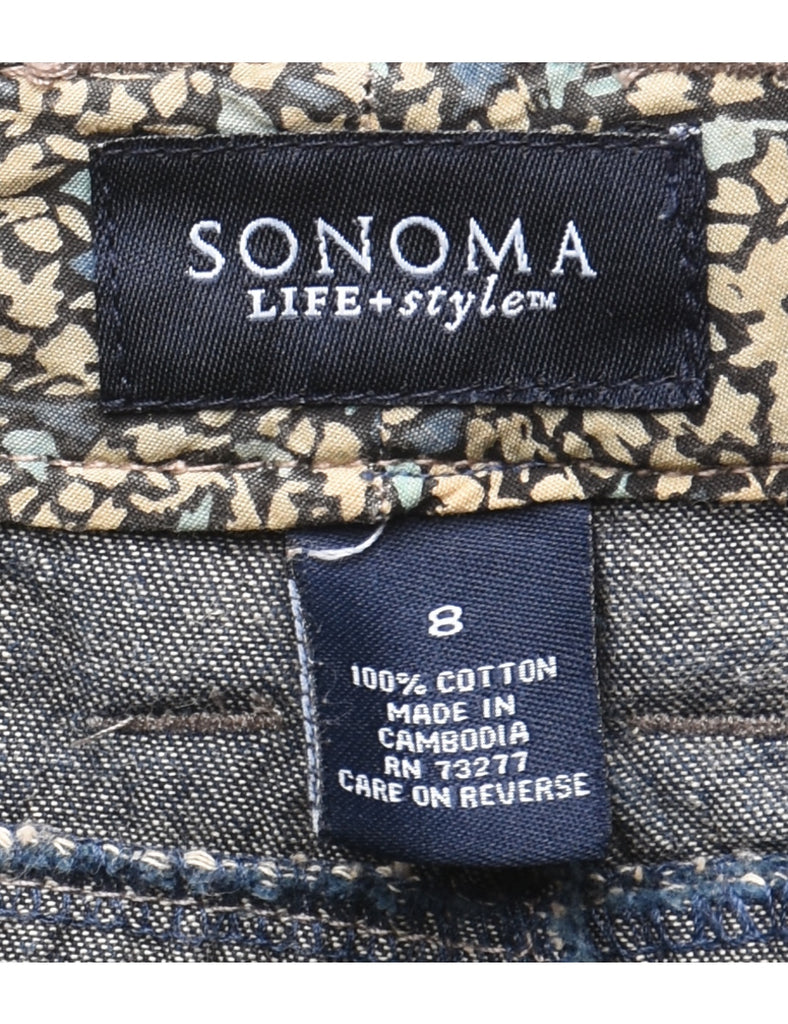 SONOMA
LIFE+style™
8
100% COTTON
MADE IN
CAMBODIA
RN 73277
CARE ON REVERSE